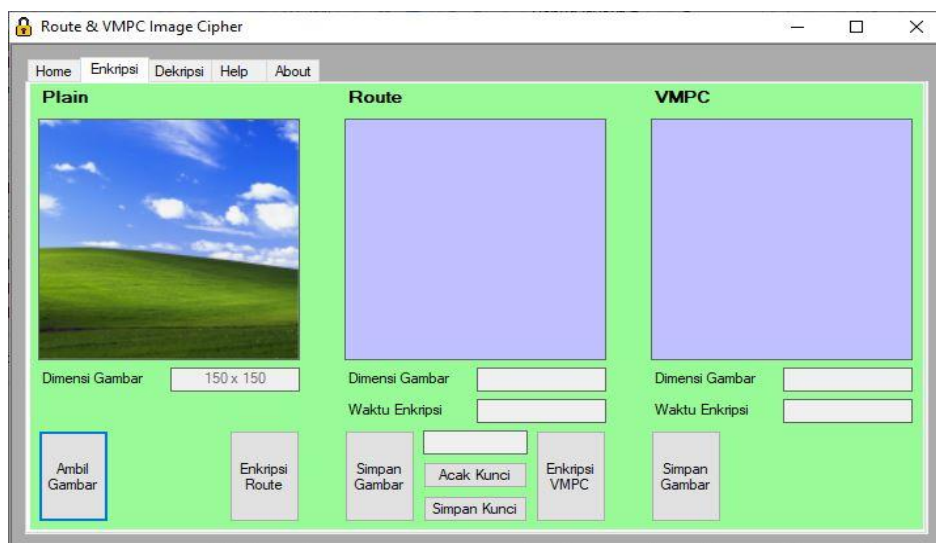 Route & VMPC Image Cipher
Home Enkripsi Dekripsi Help About
Plain
Route
VMPC
Dimensi Gambar 150 x 150
Dimensi Gambar
Dimensi Gambar
Waktu Enkripsi
Waktu Enkripsi
Ambil
Gambar
Enkripsi
Route
Simpan
Gambar
Acak Kunci
Simpan Kunci
Enkripsi
VMPC
Simpan
Gambar